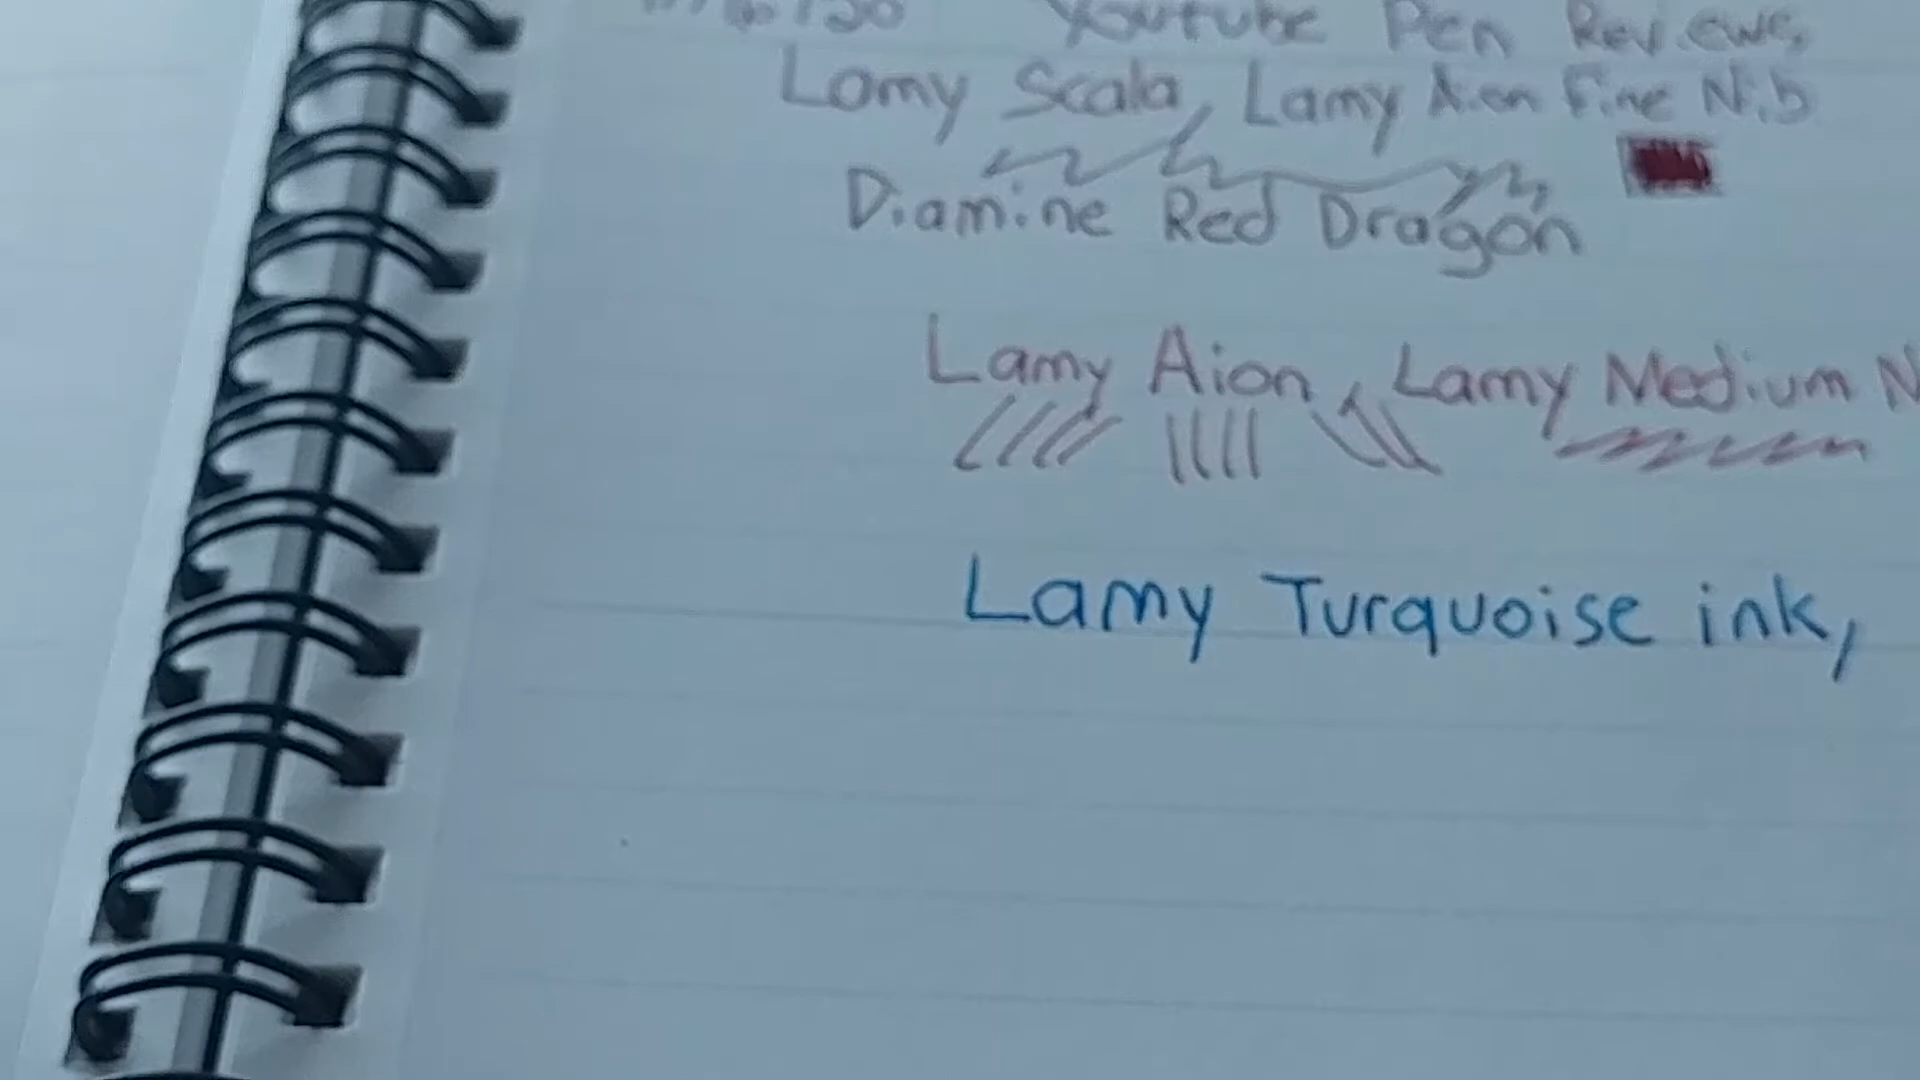 Youtube Pen Reviews,
Lamy Scala, Lamy Aion Fine Nib
Diamine Red Dragon
Lamy Aion, Lamy Medium N
Lamy Turquoise ink,